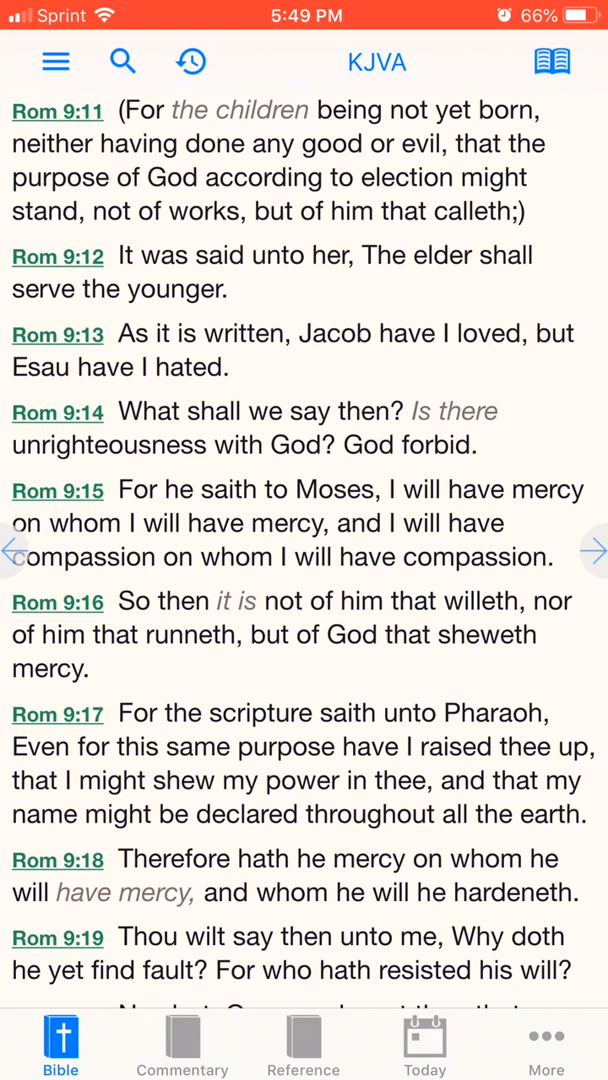 Sprint 5:49 PM 66%
KJVA
Rom 9:11 (For the children being not yet born,
neither having done any good or evil, that the
purpose of God according to election might
stand, not of works, but of him that calleth;)
Rom 9:12 It was said unto her, The elder shall
serve the younger.
Rom 9:13 As it is written, Jacob have I loved, but
Esau have I hated.
Rom 9:14 What shall we say then? Is there
unrighteousness with God? God forbid.
Rom 9:15 For he saith to Moses, I will have mercy
on whom I will have mercy, and I will have
compassion on whom I will have compassion.
Rom 9:16 So then it is not of him that willeth, nor
of him that runneth, but of God that sheweth
mercy.
Rom 9:17 For the scripture saith unto Pharaoh,
Even for this same purpose have I raised thee up,
that I might shew my power in thee, and that my
name might be declared throughout all the earth.
Rom 9:18 Therefore hath he mercy on whom he
will have mercy, and whom he will he hardeneth.
Rom 9:19 Thou wilt say then unto me, Why doth
he yet find fault? For who hath resisted his will?
Bible Commentary Reference Today More